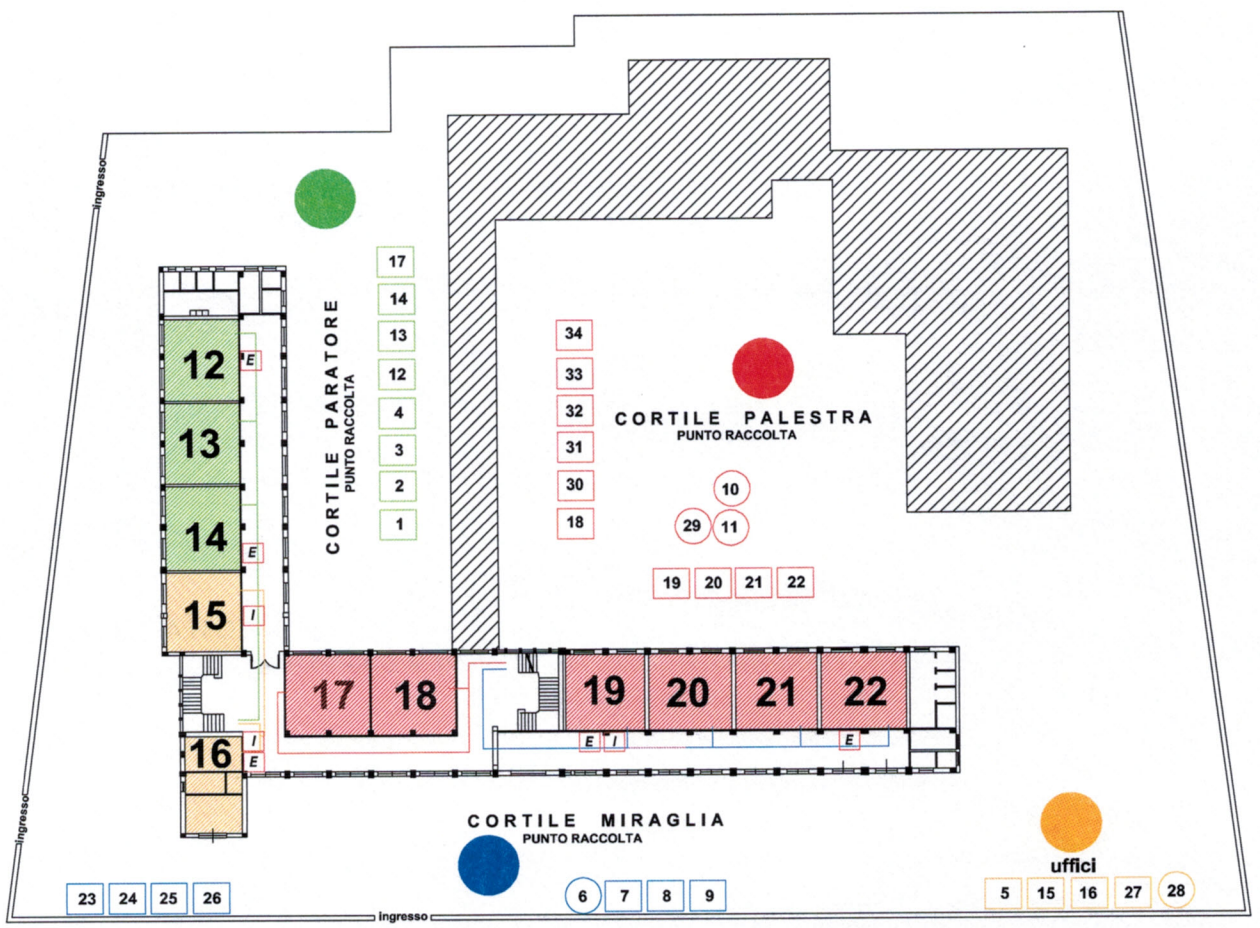 ingresso
17
14
13
12
4
3
2
1
CORTILE PARATORE
PUNTO RACCOLTA
34
33
32
31
30
18
CORTILE PALESTRA
PUNTO RACCOLTA
10
29 11
19 20 21 22
12
E
13
14
E
15
I
17 18 19 20 21 22
16
I
E
E I E
ingresso
CORTILE MIRAGLIA
PUNTO RACCOLTA
uffici
23 24 25 26
6 7 8 9
5 15 16 27 28
ingresso